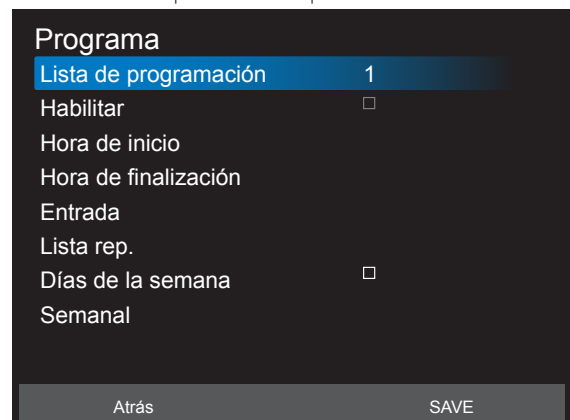 Programa
Lista de programación 1
Habilitar
Hora de inicio
Hora de finalización
Entrada
Lista rep.
Días de la semana
Semanal
Atrás SAVE